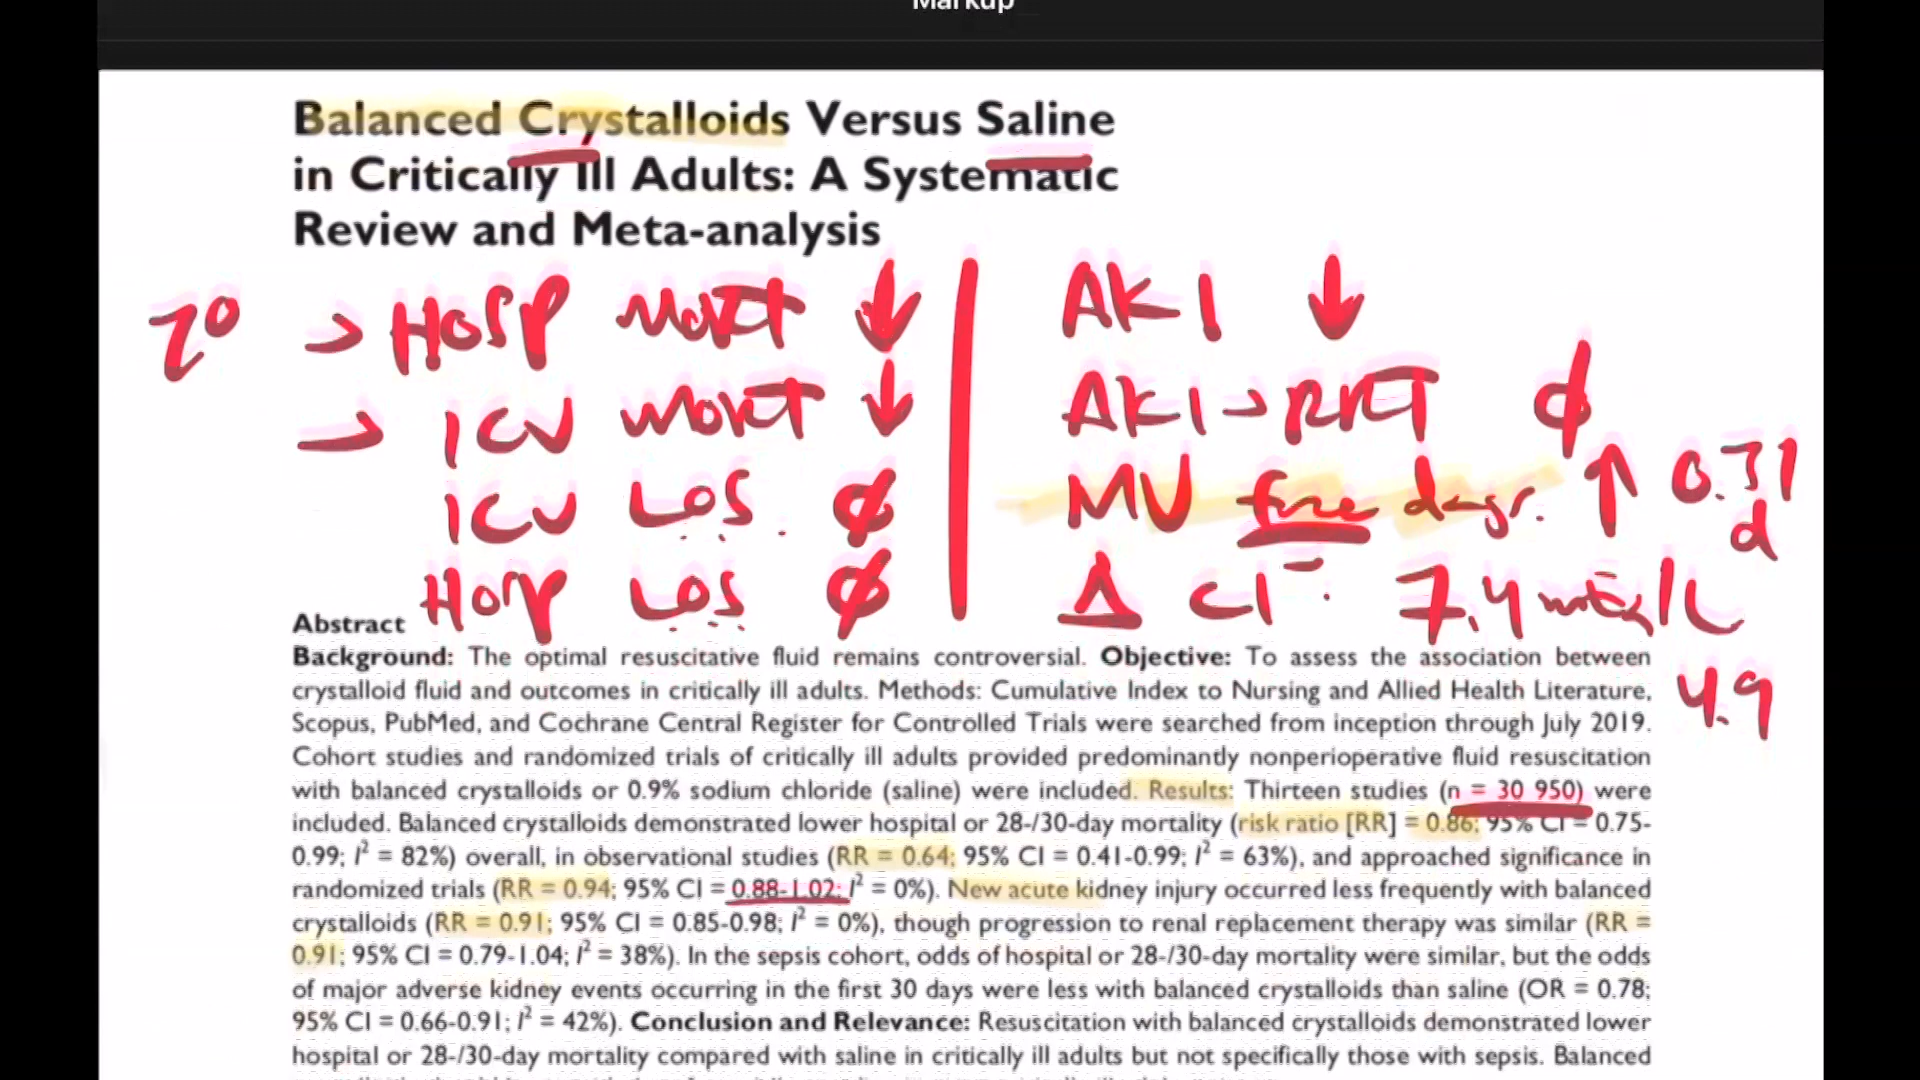 Markup
Balanced Crystalloids Versus Saline
in Critically Ill Adults: A Systematic
Review and Meta-analysis
2° → HOSP MORT ↓ AKI ↓
→ ICU MORT ↓ AKI → RRT ϕ
ICU LOS ϕ MV free days. ↑ 0.31 d
HOSP LOS ϕ Δ Cl⁻ 7.4 /L
4.9
Abstract
Background: The optimal resuscitative fluid remains controversial. Objective: To assess the association between
crystalloid fluid and outcomes in critically ill adults. Methods: Cumulative Index to Nursing and Allied Health Literature,
Scopus, PubMed, and Cochrane Central Register for Controlled Trials were searched from inception through July 2019.
Cohort studies and randomized trials of critically ill adults provided predominantly nonperioperative fluid resuscitation
with balanced crystalloids or 0.9% sodium chloride (saline) were included. Results: Thirteen studies (n = 30 950) were
included. Balanced crystalloids demonstrated lower hospital or 28-/30-day mortality (risk ratio [RR] = 0.86; 95% CI = 0.75-
0.99; I² = 82%) overall, in observational studies (RR = 0.64; 95% CI = 0.41-0.99; I² = 63%), and approached significance in
randomized trials (RR = 0.94; 95% CI = 0.88-1.02; I² = 0%). New acute kidney injury occurred less frequently with balanced
crystalloids (RR = 0.91; 95% CI = 0.85-0.98; I² = 0%), though progression to renal replacement therapy was similar (RR =
0.91; 95% CI = 0.79-1.04; I² = 38%). In the sepsis cohort, odds of hospital or 28-/30-day mortality were similar, but the odds
of major adverse kidney events occurring in the first 30 days were less with balanced crystalloids than saline (OR = 0.78;
95% CI = 0.66-0.91; I² = 42%). Conclusion and Relevance: Resuscitation with balanced crystalloids demonstrated lower
hospital or 28-/30-day mortality compared with saline in critically ill adults but not specifically those with sepsis. Balanced